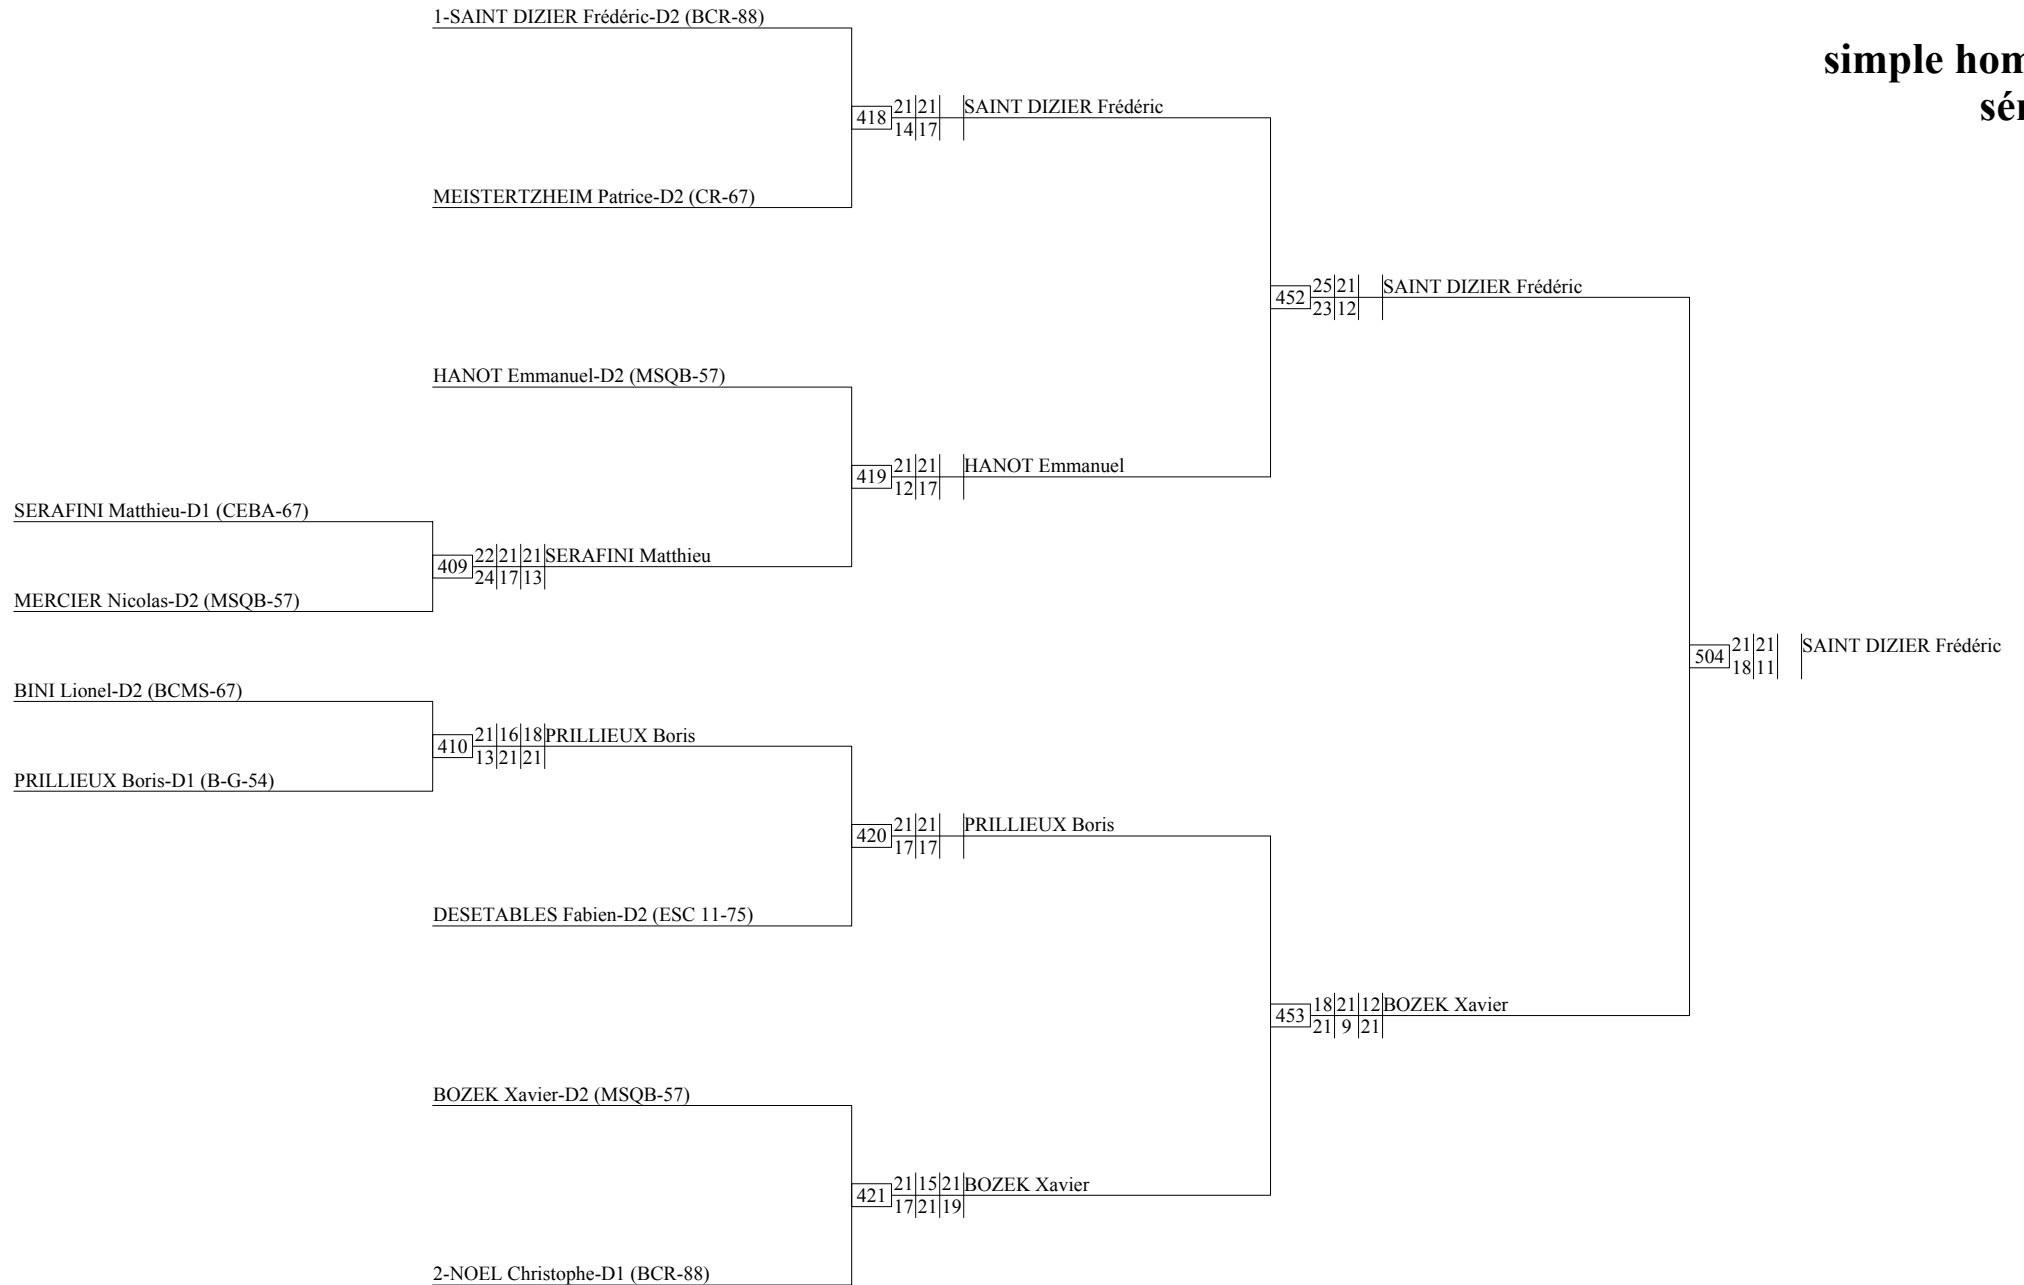 1-SAINT DIZIER Frédéric-D2 (BCR-88)
simple hom
sér
418 21 21 SAINT DIZIER Frédéric
14 17
MEISTERTZHEIM Patrice-D2 (CR-67)
452 25 21 SAINT DIZIER Frédéric
23 12
HANOT Emmanuel-D2 (MSQB-57)
419 21 21 HANOT Emmanuel
12 17
SERAFINI Matthieu-D1 (CEBA-67)
409 22 21 21 SERAFINI Matthieu
24 17 13
MERCIER Nicolas-D2 (MSQB-57)
504 21 21 SAINT DIZIER Frédéric
18 11
BINI Lionel-D2 (BCMS-67)
410 21 16 18 PRILLIEUX Boris
13 21 21
PRILLIEUX Boris-D1 (B-G-54)
420 21 21 PRILLIEUX Boris
17 17
DESETABLES Fabien-D2 (ESC 11-75)
453 18 21 12 BOZEK Xavier
21 9 21
BOZEK Xavier-D2 (MSQB-57)
421 21 15 21 BOZEK Xavier
17 21 19
2-NOEL Christophe-D1 (BCR-88)